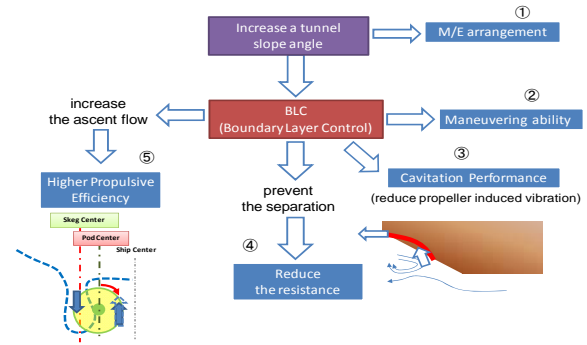 ①
Increase a tunnel
slope angle
M/E arrangement
②
increase
the ascent flow
BLC
(Boundary Layer Control)
Maneuvering ability
⑤
③
Higher Propulsive
Efficiency
prevent
the separation
Cavitation Performance
(reduce propeller induced vibration)
Skeg Center
Pod Center
Ship Center
④
Reduce
the resistance